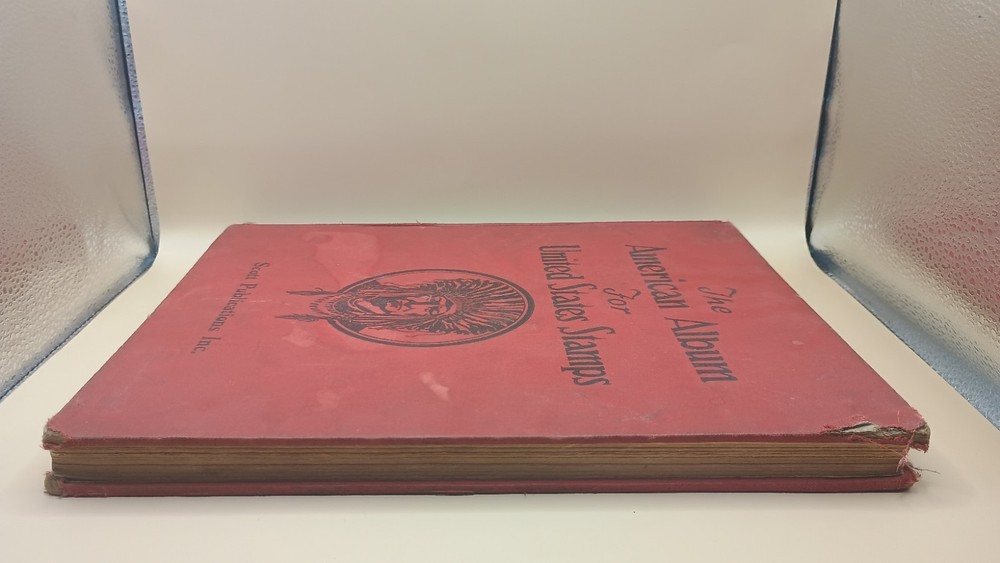 The
American Album
For
United States Stamps
Scott Publications Inc.